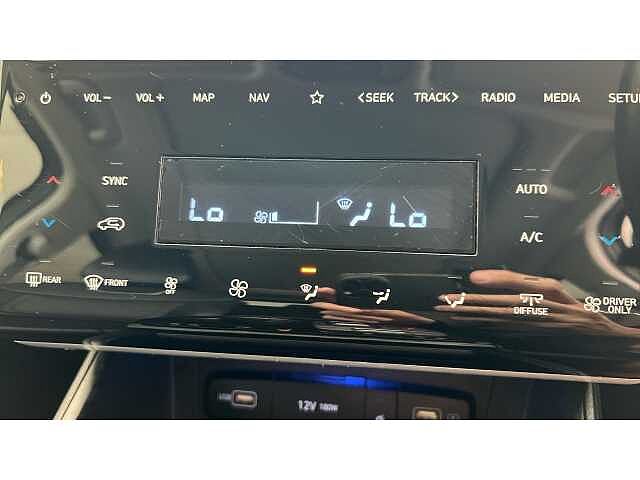 VOL− VOL+ MAP NAV ☆ <SEEK TRACK> RADIO MEDIA SETU
SYNC AUTO
Lo Lo
A/C
REAR FRONT OFF DIFFUSE DRIVER ONLY
12V 180W